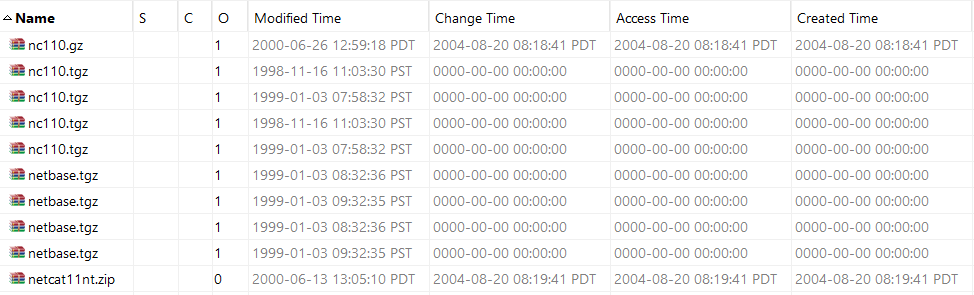 Name S C O Modified Time Change Time Access Time Created Time
nc110.gz 1 2000-06-26 12:59:18 PDT 2004-08-20 08:18:41 PDT 2004-08-20 08:18:41 PDT 2004-08-20 08:18:41 PDT
nc110.tgz 1 1998-11-16 11:03:30 PST 0000-00-00 00:00:00 0000-00-00 00:00:00 0000-00-00 00:00:00
nc110.tgz 1 1999-01-03 07:58:32 PST 0000-00-00 00:00:00 0000-00-00 00:00:00 0000-00-00 00:00:00
nc110.tgz 1 1998-11-16 11:03:30 PST 0000-00-00 00:00:00 0000-00-00 00:00:00 0000-00-00 00:00:00
nc110.tgz 1 1999-01-03 07:58:32 PST 0000-00-00 00:00:00 0000-00-00 00:00:00 0000-00-00 00:00:00
netbase.tgz 1 1999-01-03 08:32:36 PST 0000-00-00 00:00:00 0000-00-00 00:00:00 0000-00-00 00:00:00
netbase.tgz 1 1999-01-03 09:32:35 PST 0000-00-00 00:00:00 0000-00-00 00:00:00 0000-00-00 00:00:00
netbase.tgz 1 1999-01-03 08:32:36 PST 0000-00-00 00:00:00 0000-00-00 00:00:00 0000-00-00 00:00:00
netbase.tgz 1 1999-01-03 09:32:35 PST 0000-00-00 00:00:00 0000-00-00 00:00:00 0000-00-00 00:00:00
netcat11nt.zip 0 2000-06-13 13:05:10 PDT 2004-08-20 08:19:41 PDT 2004-08-20 08:19:41 PDT 2004-08-20 08:19:41 PDT